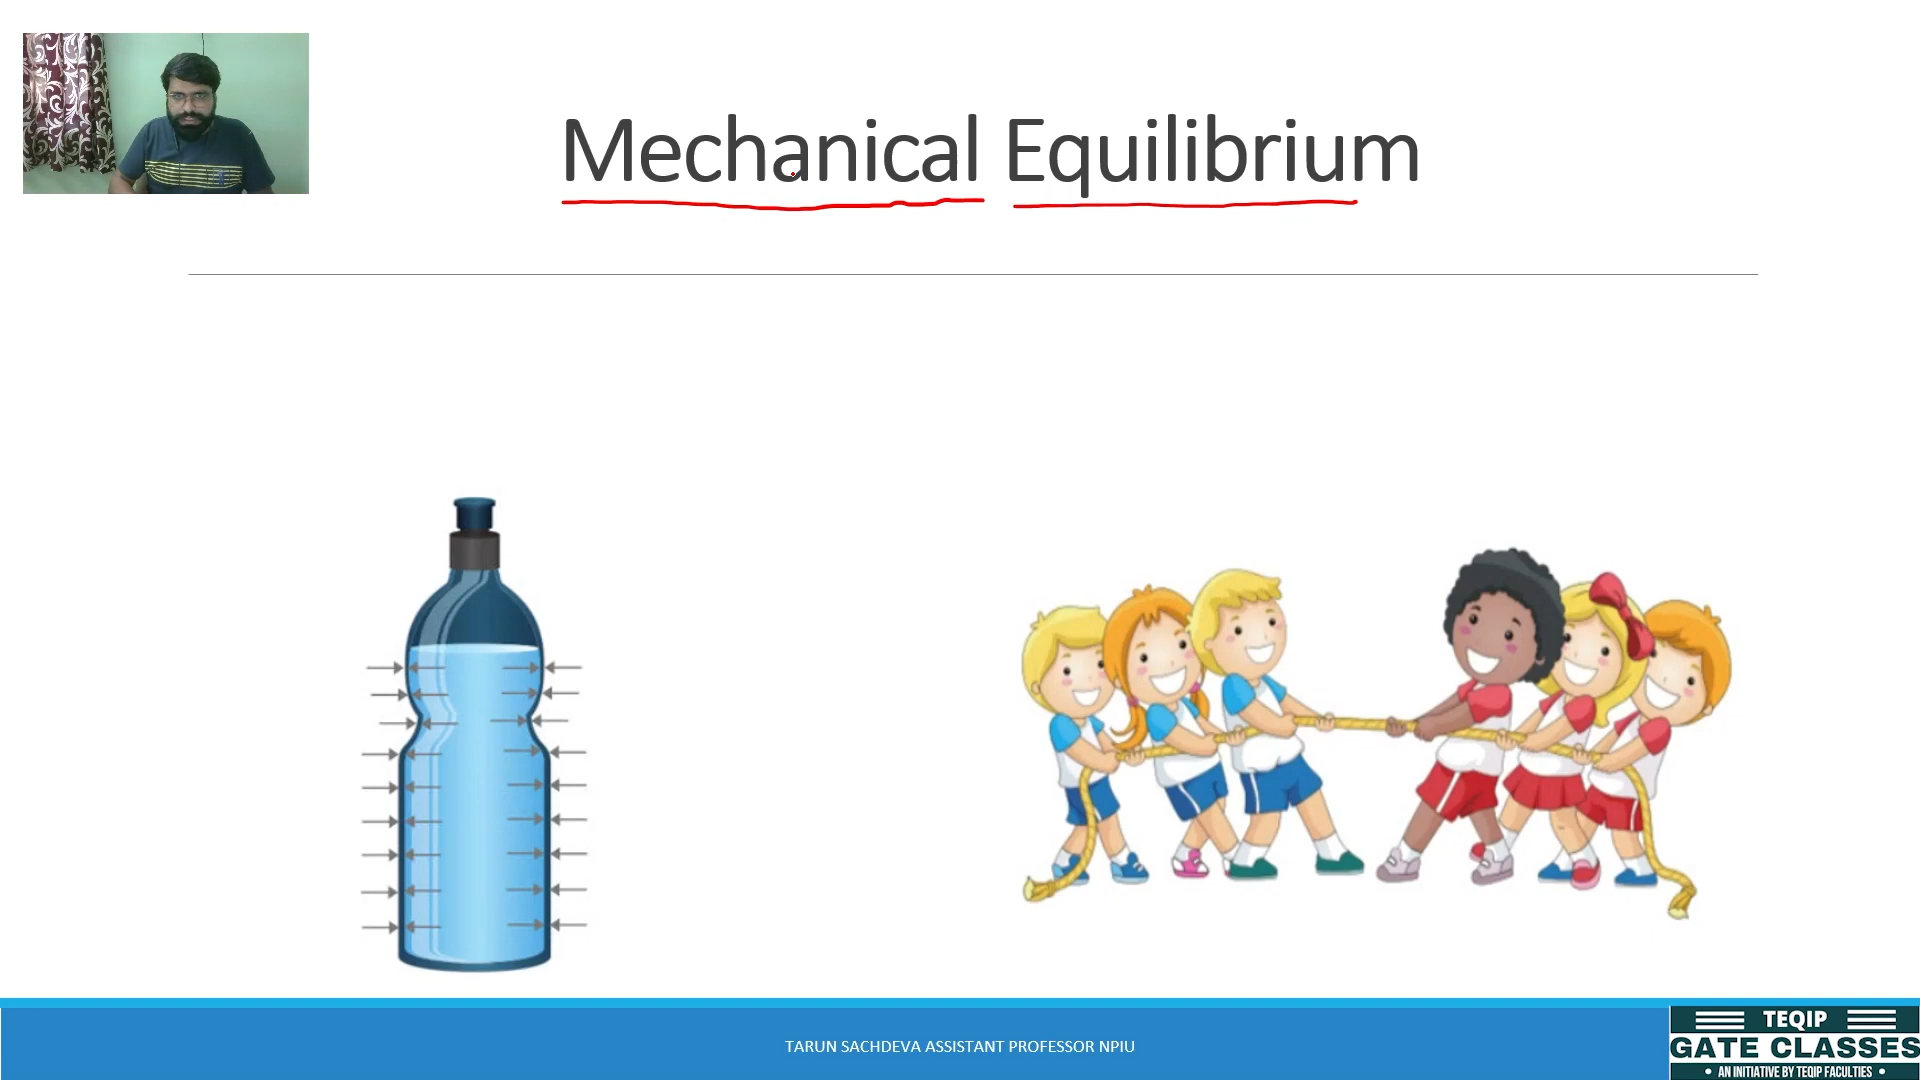 Mechanical Equilibrium
TARUN SACHDEVA ASSISTANT PROFESSOR NPIU
TEQIP
GATE CLASSES
• AN INITIATIVE BY TEQIP FACULTIES •